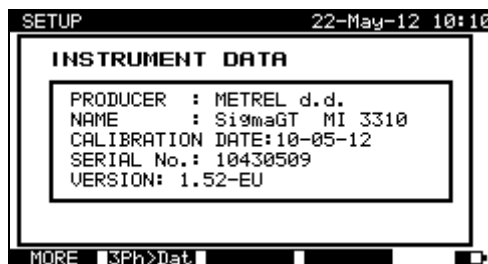 SETUP 22-May-12 10:10
INSTRUMENT DATA
PRODUCER : METREL d.d.
NAME : SigmaGT MI 3310
CALIBRATION DATE:10-05-12
SERIAL No.: 10430509
VERSION: 1.52-EU
MORE 3Ph>Dat